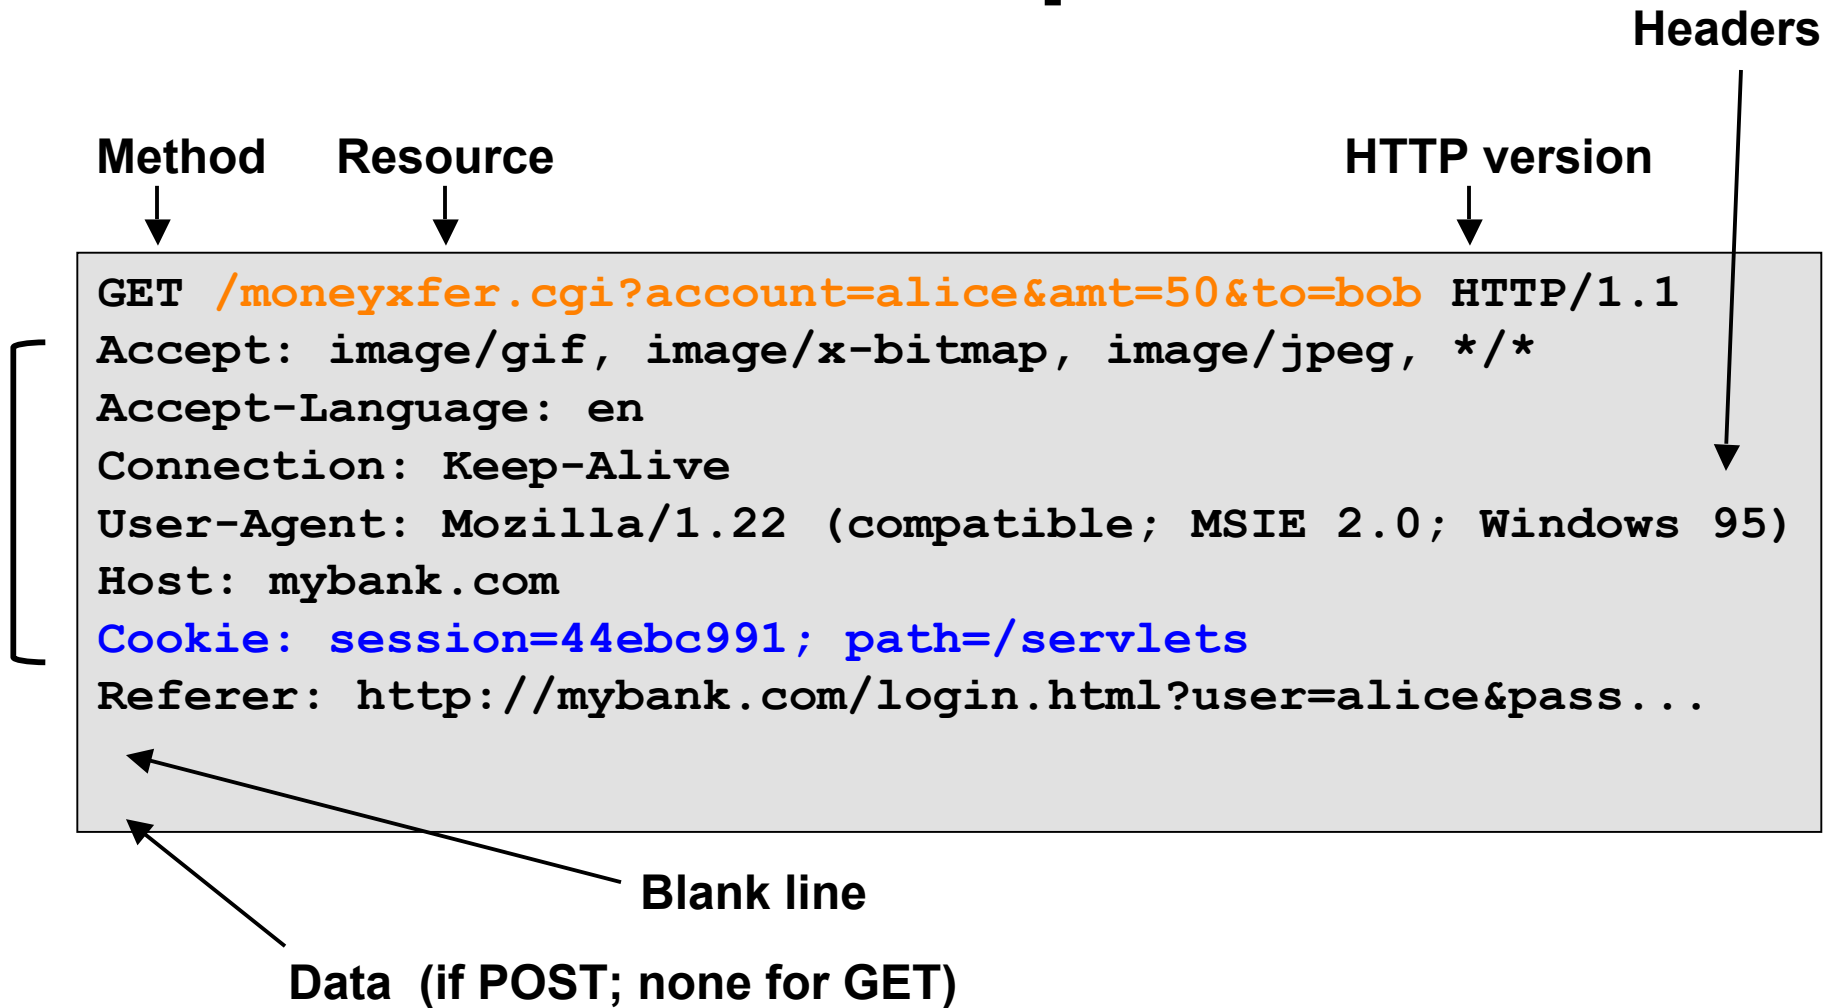 Headers
Method Resource HTTP version
GET /moneyxfer.cgi?account=alice&amt=50&to=bob HTTP/1.1
Accept: image/gif, image/x-bitmap, image/jpeg, */*
Accept-Language: en
Connection: Keep-Alive
User-Agent: Mozilla/1.22 (compatible; MSIE 2.0; Windows 95)
Host: mybank.com
Cookie: session=44ebc991; path=/servlets
Referer: http://mybank.com/login.html?user=alice&pass...
Blank line
Data (if POST; none for GET)